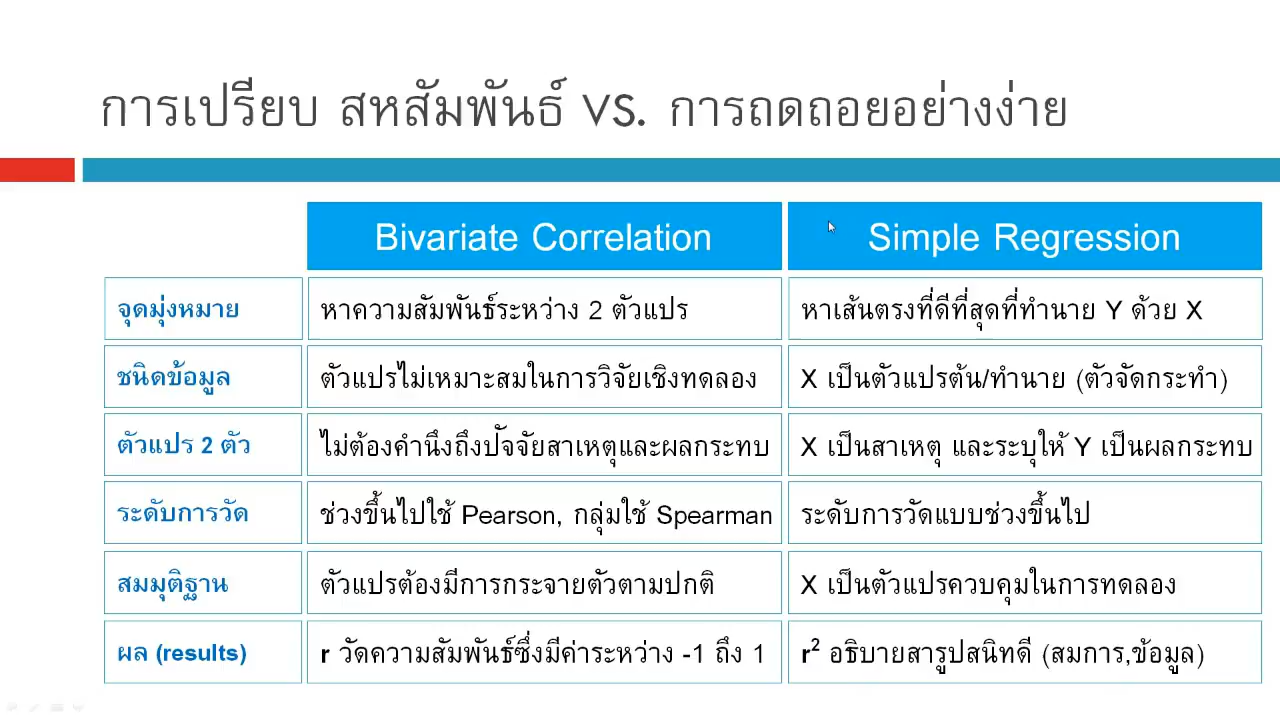 การเปรียบ สหสัมพันธ์ VS. การถดถอยอย่างง่าย
Bivariate Correlation
Simple Regression
จุดมุ่งหมาย
หาความสัมพันธ์ระหว่าง 2 ตัวแปร
หาเส้นตรงที่ดีที่สุดที่ทำนาย Y ด้วย X
ชนิดข้อมูล
ตัวแปรไม่เหมาะสมในการวิจัยเชิงทดลอง
X เป็นตัวแปรต้น/ทำนาย (ตัวจัดกระทำ)
ตัวแปร 2 ตัว
ไม่ต้องคำนึงถึงปัจจัยสาเหตุและผลกระทบ
X เป็นสาเหตุ และระบุให้ Y เป็นผลกระทบ
ระดับการวัด
ช่วงขึ้นไปใช้ Pearson, กลุ่มใช้ Spearman
ระดับการวัดแบบช่วงขึ้นไป
สมมุติฐาน
ตัวแปรต้องมีการกระจายตัวตามปกติ
X เป็นตัวแปรควบคุมในการทดลอง
ผล (results)
r วัดความสัมพันธ์ซึ่งมีค่าระหว่าง -1 ถึง 1
r² อธิบายสารูปสนิทดี (สมการ,ข้อมูล)